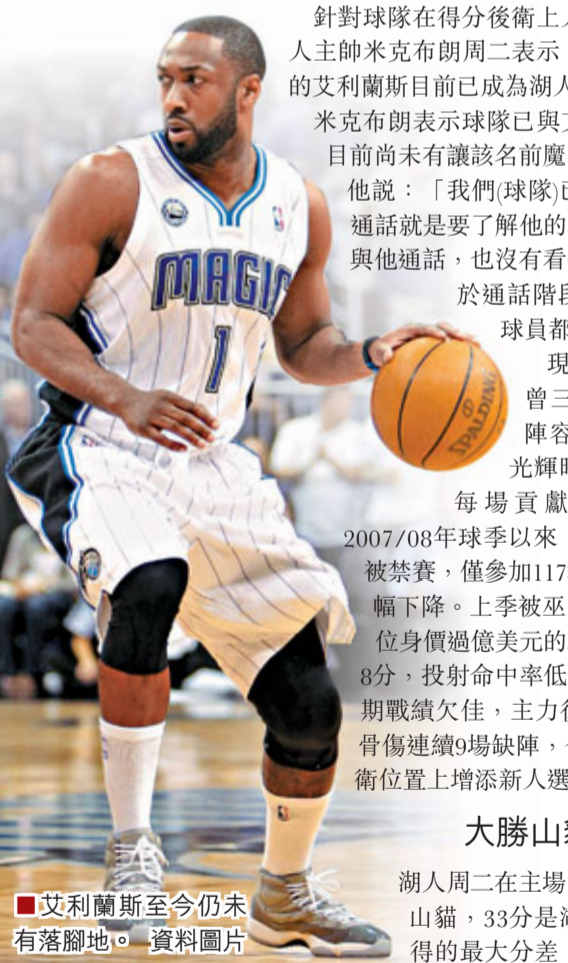 針對球隊在得分後衛上
人主帥米克布朗周二表示
的艾利蘭斯目前已成為湖人
米克布朗表示球隊已與
目前尚未有讓該名前魔
他説：「我們(球隊)已
通話就是要了解他的
與他通話，也沒有看
於通話階段
球員都
現
曾三
陣容
光輝時
每場貢獻
2007/08年球季以來
被禁賽，僅參加117
幅下降。上季被巫
位身價過億美元的
8分，投射命中率低
期戰績欠佳，主力後
骨傷連續9場缺陣，
衛位置上增添新人選
大勝山貓
湖人周二在主場
山貓，33分是湖
得的最大分差
MAGIC
1
SPALDING
■艾利蘭斯至今仍未
有落腳地。 資料圖片